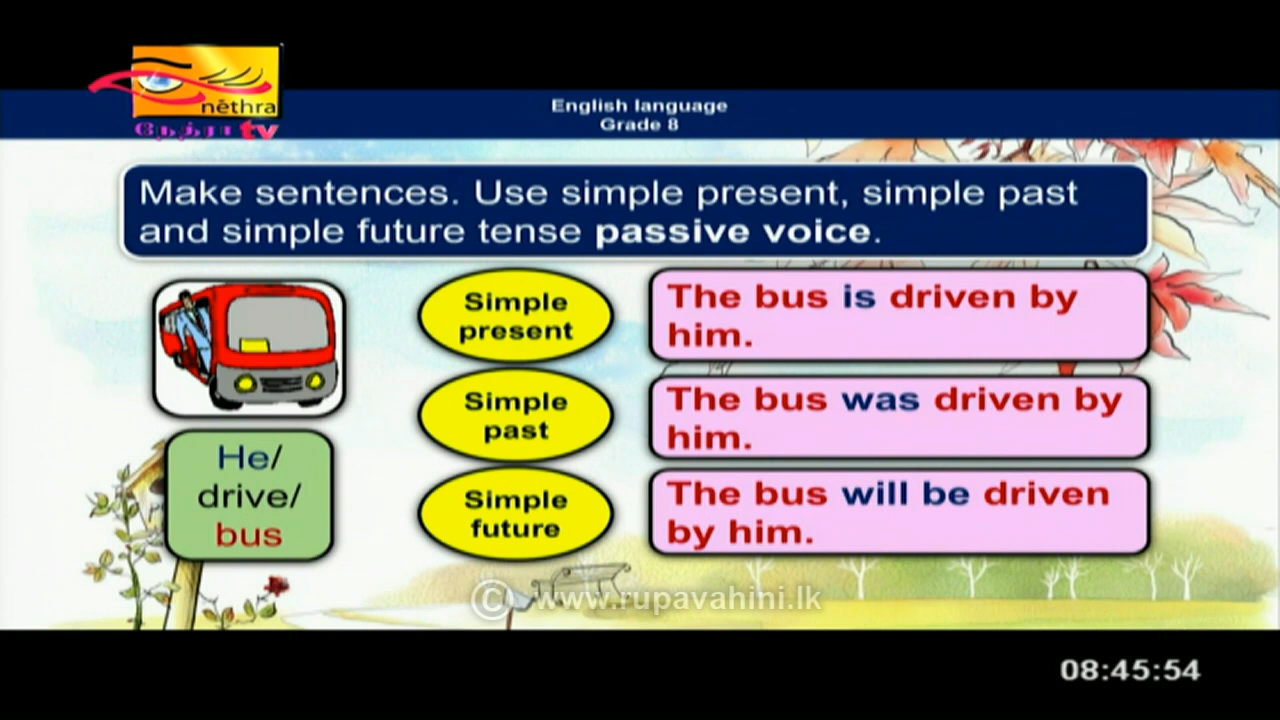 nēthra
நேத்ரா tv
English language
Grade 8
Make sentences. Use simple present, simple past
and simple future tense passive voice.
He/
drive/
bus
Simple
present
The bus is driven by
him.
Simple
past
The bus was driven by
him.
Simple
future
The bus will be driven
by him.
© www.rupavahini.lk
08:45:54